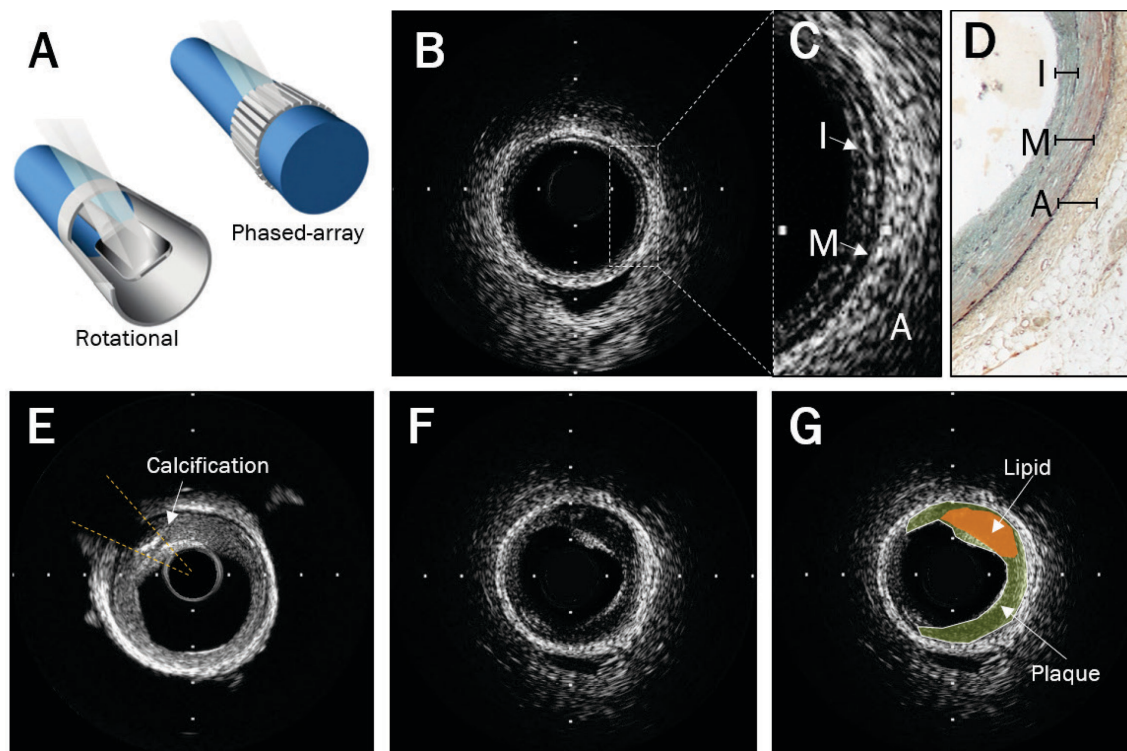 A
Phased-array
Rotational
B
C
I
M
A
D
I
M
A
E
Calcification
F
G
Lipid
Plaque